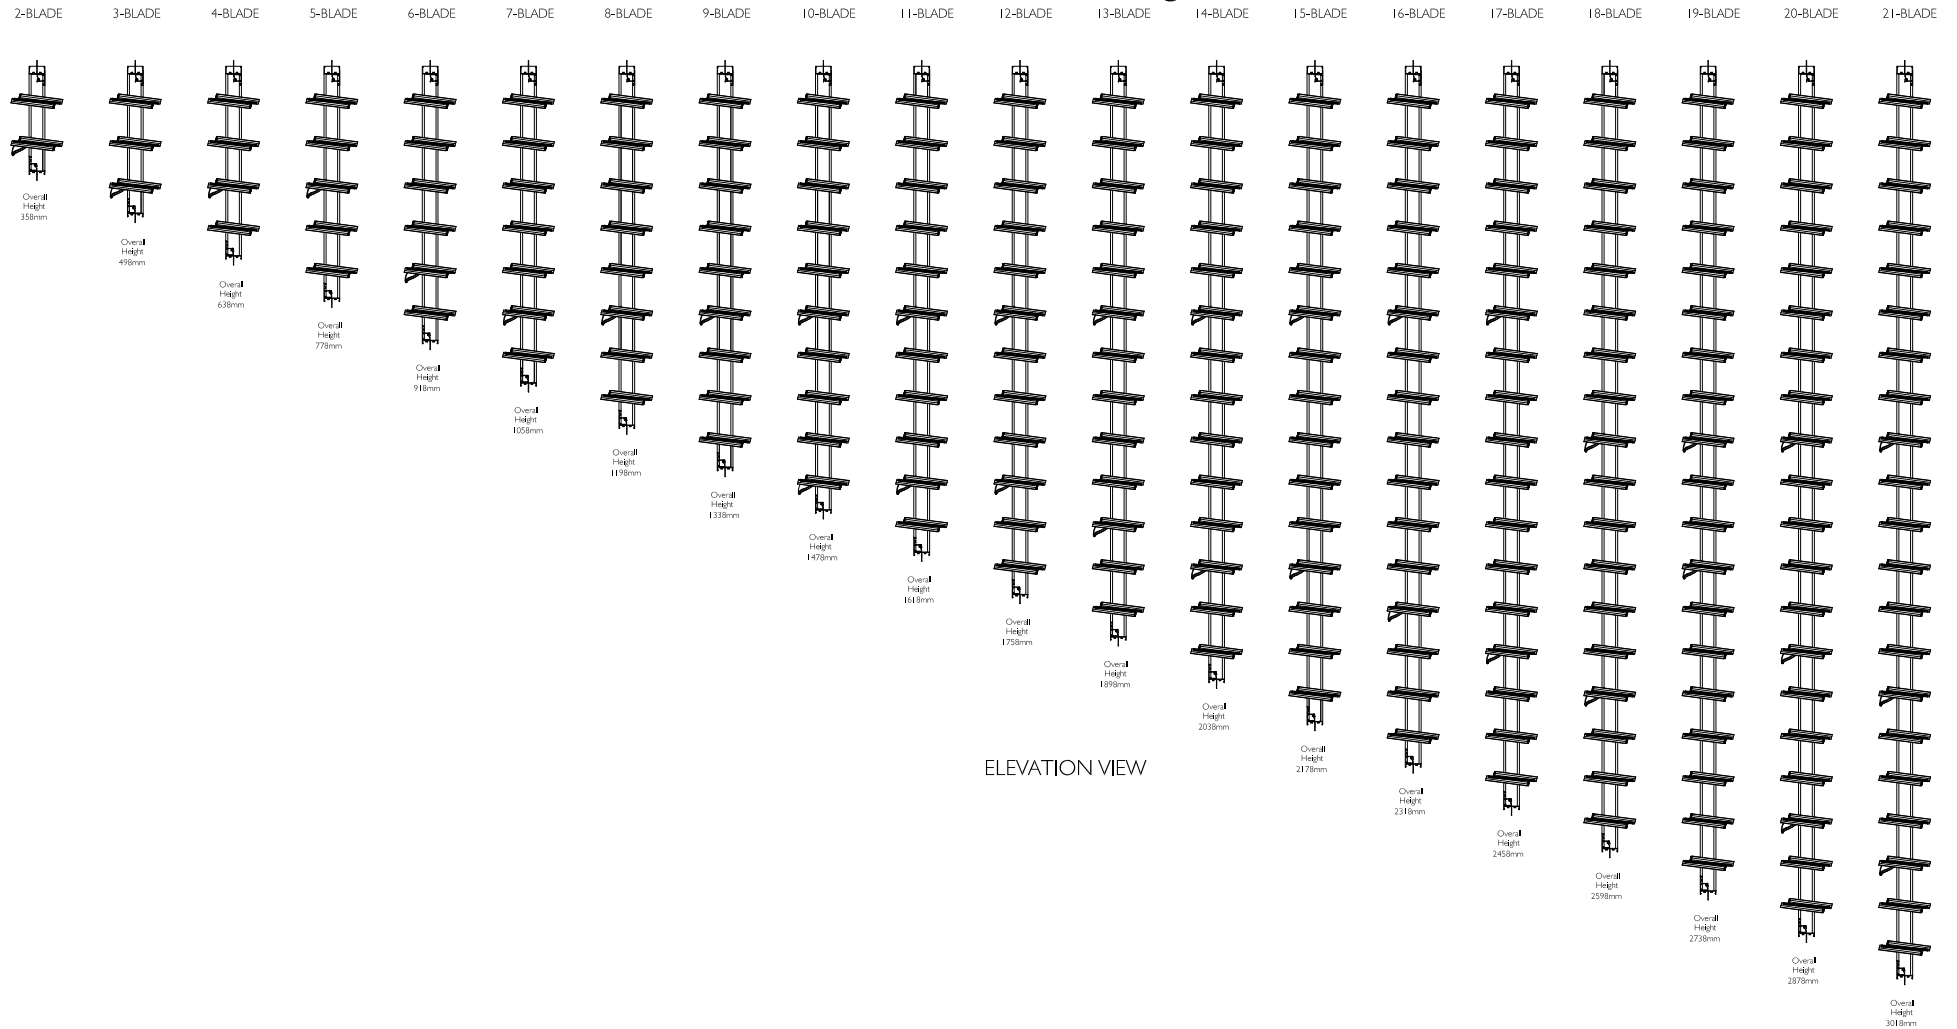 2-BLADE
3-BLADE
4-BLADE
5-BLADE
6-BLADE
7-BLADE
8-BLADE
9-BLADE
10-BLADE
11-BLADE
12-BLADE
13-BLADE
14-BLADE
15-BLADE
16-BLADE
17-BLADE
18-BLADE
19-BLADE
20-BLADE
21-BLADE
Overall
Height
358mm
Overall
Height
498mm
Overall
Height
638mm
Overall
Height
778mm
Overall
Height
918mm
Overall
Height
1058mm
Overall
Height
1198mm
Overall
Height
1338mm
Overall
Height
1478mm
Overall
Height
1618mm
Overall
Height
1758mm
Overall
Height
1898mm
Overall
Height
2038mm
Overall
Height
2178mm
ELEVATION VIEW
Overall
Height
2318mm
Overall
Height
2458mm
Overall
Height
2598mm
Overall
Height
2738mm
Overall
Height
2878mm
Overall
Height
3018mm